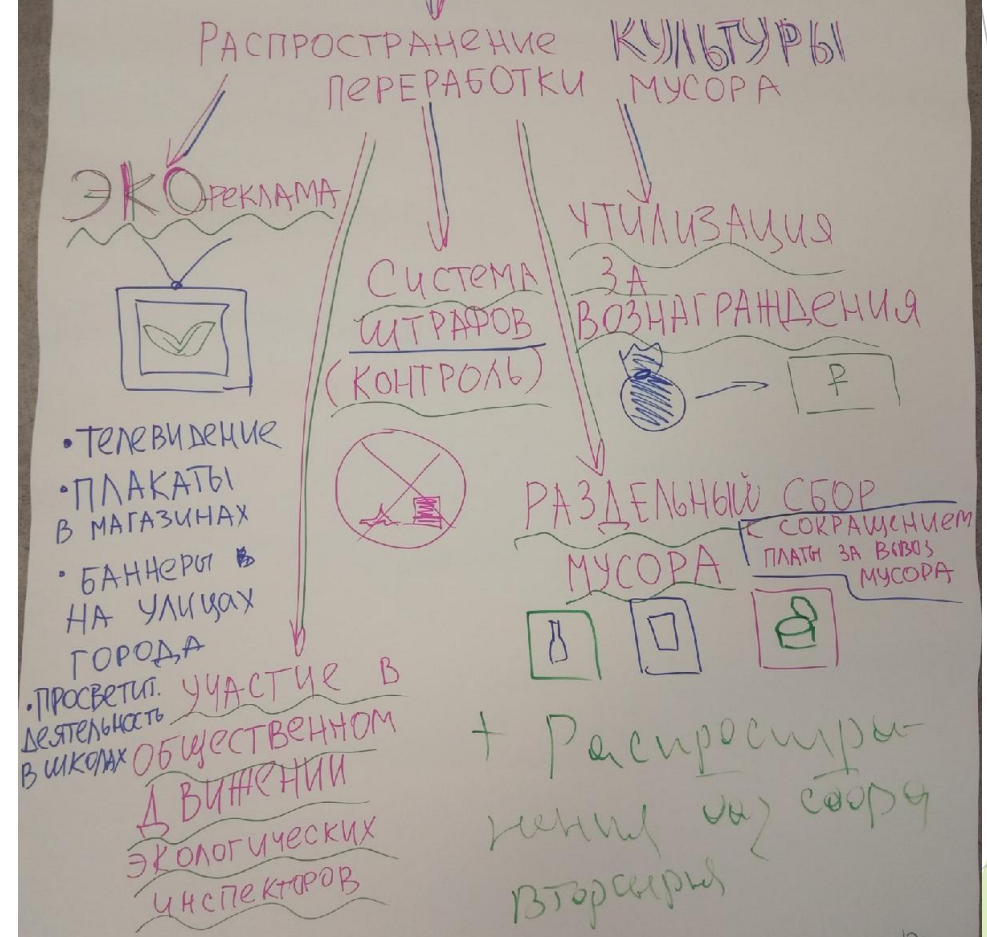 РАСПРОСТРАНЕНИЕ КУЛЬТУРЫ
ПЕРЕРАБОТКИ МУСОРА
ЭКОРЕКЛАМА
• ТЕЛЕВИДЕНИЕ
• ПЛАКАТЫ
В МАГАЗИНАХ
• БАННЕРЫ В
НА УЛИЦАХ
ГОРОДА
• ПРОСВЕТИТ.
ДЕЯТЕЛЬНОСТЬ
В ШКОЛАХ
УЧАСТИЕ В
ОБЩЕСТВЕННОМ
ДВИЖЕНИИ
ЭКОЛОГИЧЕСКИХ
ИНСПЕКТОРОВ
СИСТЕМА
ШТРАФОВ
(КОНТРОЛЬ)
УТИЛИЗАЦИЯ
ЗА
ВОЗНАГРАЖДЕНИЯ
₽
РАЗДЕЛЬНЫЙ СБОР
МУСОРА
С СОКРАЩЕНИЕМ
ПЛАТЫ ЗА ВЫВОЗ
МУСОРА
+ Распростра-
нения сбора
вторсырья